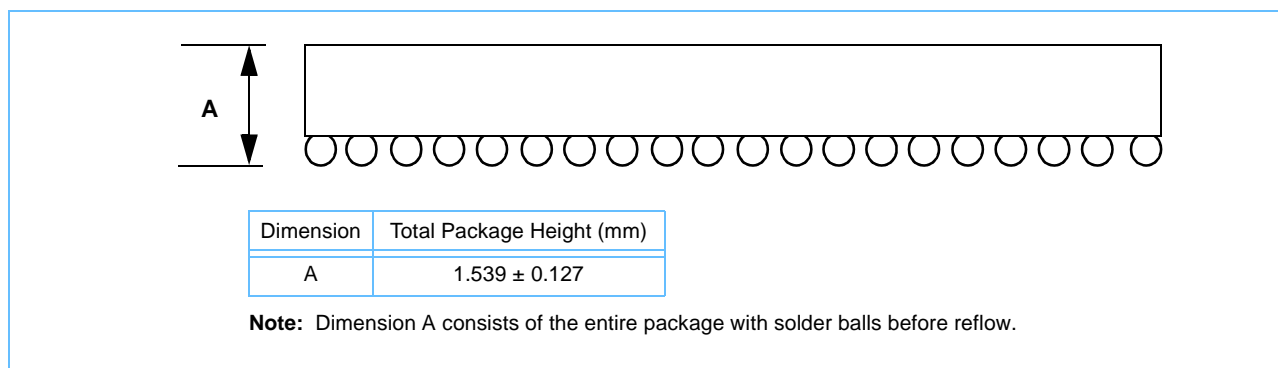 A
Dimension Total Package Height (mm)
A 1.539 ± 0.127
Note: Dimension A consists of the entire package with solder balls before reflow.